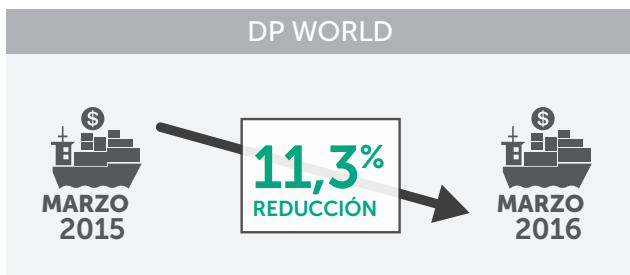 DP WORLD
$
MARZO
2015
11,3%
REDUCCIÓN
$
MARZO
2016